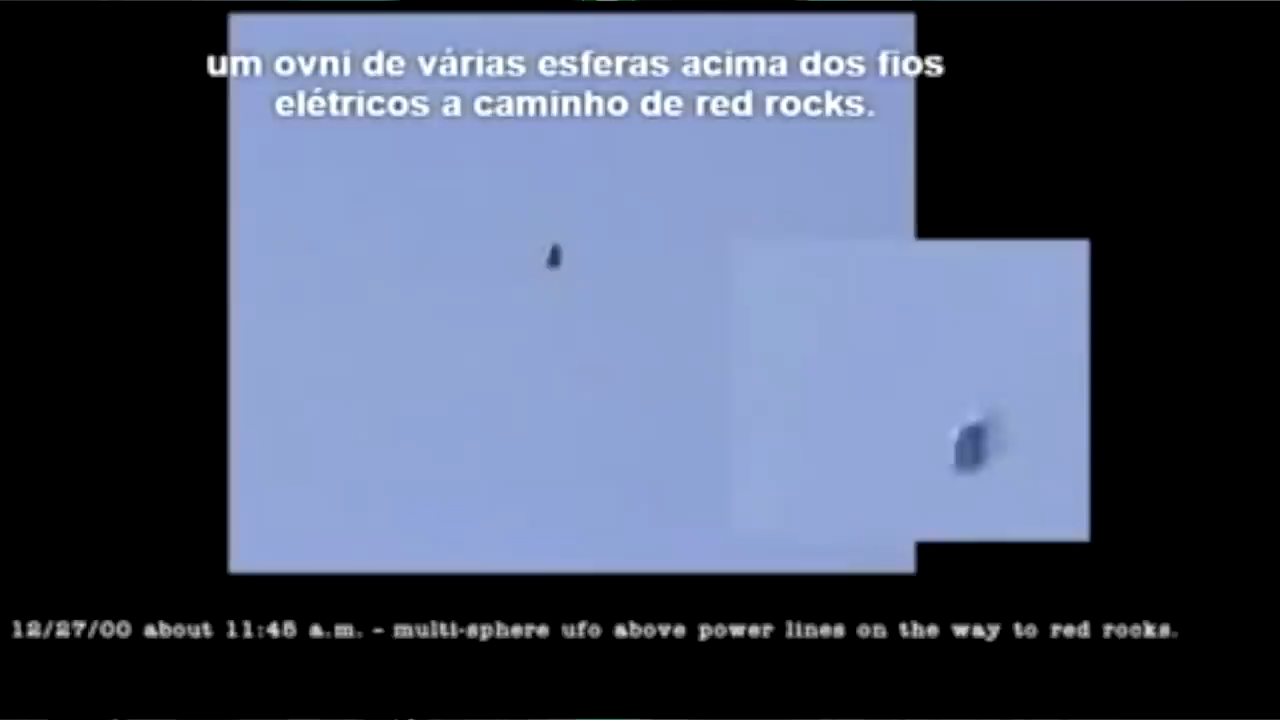 um ovni de várias esferas acima dos fios
elétricos a caminho de red rocks.
12/27/00 about 11:45 a.m. - multi-sphere ufo above power lines on the way to red rocks.